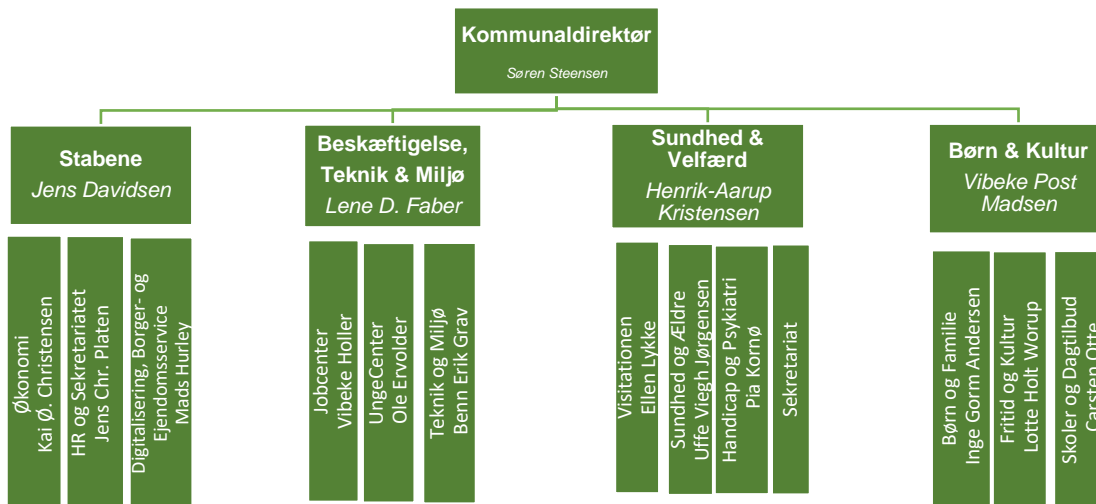 Kommunaldirektør
Søren Steensen
Stabene
Jens Davidsen
Beskæftigelse,
Teknik & Miljø
Lene D. Faber
Sundhed &
Velfærd
Henrik-Aarup
Kristensen
Børn & Kultur
Vibeke Post
Madsen
Økonomi
Kai Ø. Christensen
HR og Sekretariatet
Jens Chr. Platen
Digitalisering, Borger- og
Ejendomsservice
Mads Hurley
Jobcenter
Vibeke Holler
UngeCenter
Ole Ervolder
Teknik og Miljø
Benn Erik Grav
Visitationen
Ellen Lykke
Sundhed og Ældre
Uffe Viegh Jørgensen
Handicap og Psykiatri
Pia Kornø
Sekretariat
Børn og Familie
Inge Gorm Andersen
Fritid og Kultur
Lotte Holt Worup
Skoler og Dagtilbud
Carsten Otte